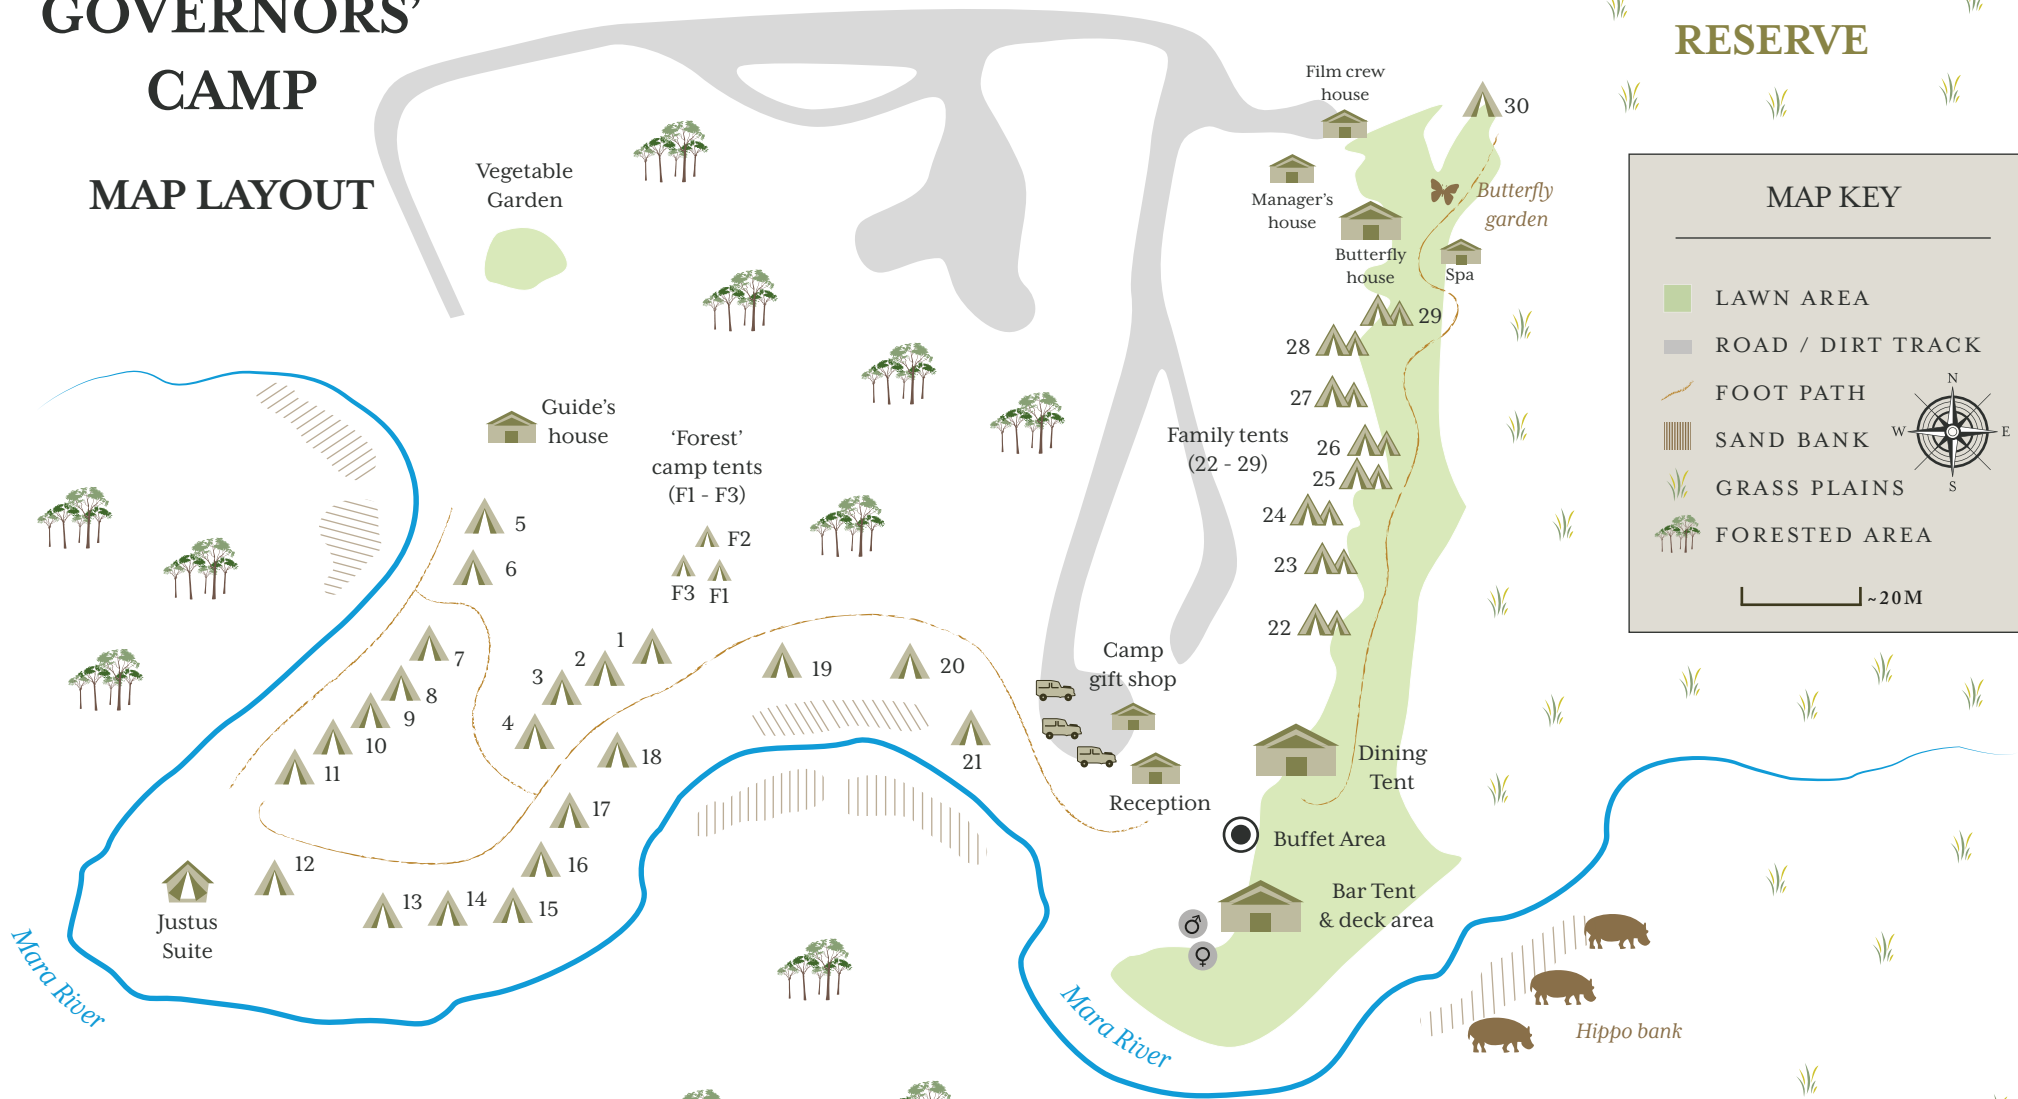 GOVERNORS’
CAMP
MAP LAYOUT
RESERVE
Film crew
house
30
Manager’s
house
Butterfly
garden
Butterfly
house
Spa
Vegetable
Garden
29
28
27
Family tents
(22 - 29)
26
25
24
23
22
Guide’s
house
‘Forest’
camp tents
(F1 - F3)
F2
F3
F1
5
6
7
8
9
10
11
1
2
3
4
19
20
21
18
17
16
15
14
13
12
Justus
Suite
Camp
gift shop
Reception
Dining
Tent
Buffet Area
Bar Tent
& deck area
♂
♀
Mara River
Mara River
Hippo bank
MAP KEY
LAWN AREA
ROAD / DIRT TRACK
FOOT PATH
SAND BANK
GRASS PLAINS
FORESTED AREA
N
W
E
S
~20M